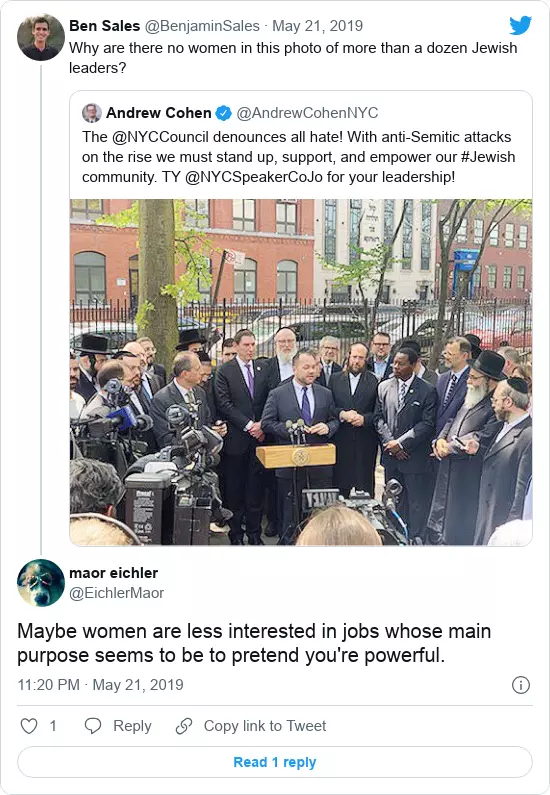 Ben Sales @BenjaminSales · May 21, 2019
Why are there no women in this photo of more than a dozen Jewish
leaders?
Andrew Cohen @AndrewCohenNYC
The @NYCCouncil denounces all hate! With anti-Semitic attacks
on the rise we must stand up, support, and empower our #Jewish
community. TY @NYCSpeakerCoJo for your leadership!
maor eichler
@EichlerMaor
Maybe women are less interested in jobs whose main
purpose seems to be to pretend you're powerful.
11:20 PM · May 21, 2019
1 Reply Copy link to Tweet
Read 1 reply